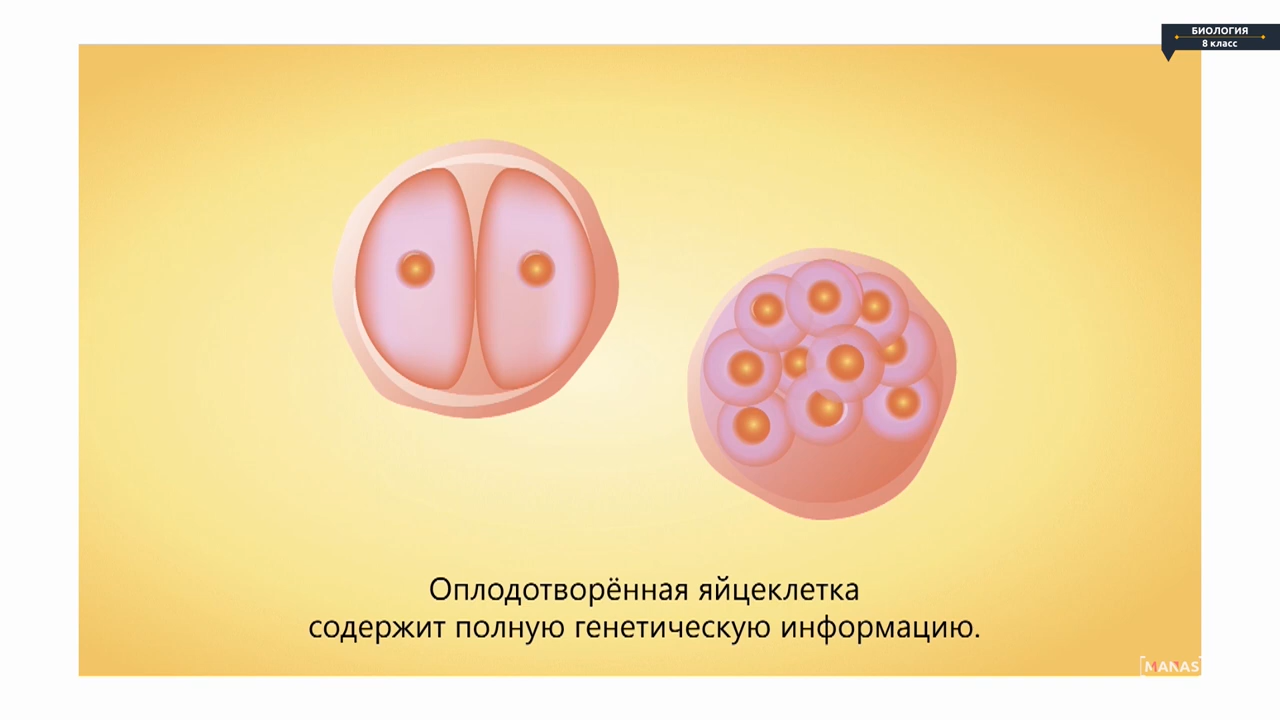 БИОЛОГИЯ
8 класс
Оплодотворённая яйцеклетка
содержит полную генетическую информацию.
MANAS